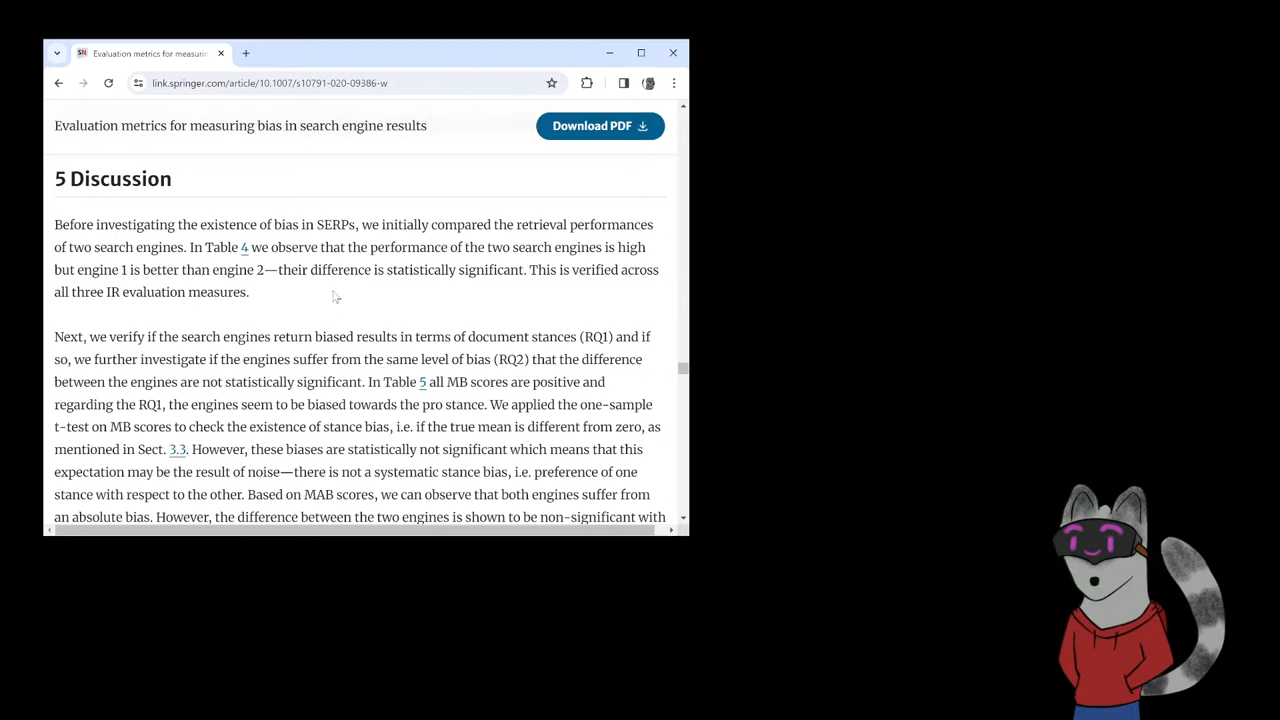 SN Evaluation metrics for measurin
link.springer.com/article/10.1007/s10791-020-09386-w
Evaluation metrics for measuring bias in search engine results
Download PDF
5 Discussion
Before investigating the existence of bias in SERPs, we initially compared the retrieval performances
of two search engines. In Table 4 we observe that the performance of the two search engines is high
but engine 1 is better than engine 2—their difference is statistically significant. This is verified across
all three IR evaluation measures.
Next, we verify if the search engines return biased results in terms of document stances (RQ1) and if
so, we further investigate if the engines suffer from the same level of bias (RQ2) that the difference
between the engines are not statistically significant. In Table 5 all MB scores are positive and
regarding the RQ1, the engines seem to be biased towards the pro stance. We applied the one-sample
t-test on MB scores to check the existence of stance bias, i.e. if the true mean is different from zero, as
mentioned in Sect. 3.3. However, these biases are statistically not significant which means that this
expectation may be the result of noise—there is not a systematic stance bias, i.e. preference of one
stance with respect to the other. Based on MAB scores, we can observe that both engines suffer from
an absolute bias. However, the difference between the two engines is shown to be non-significant with